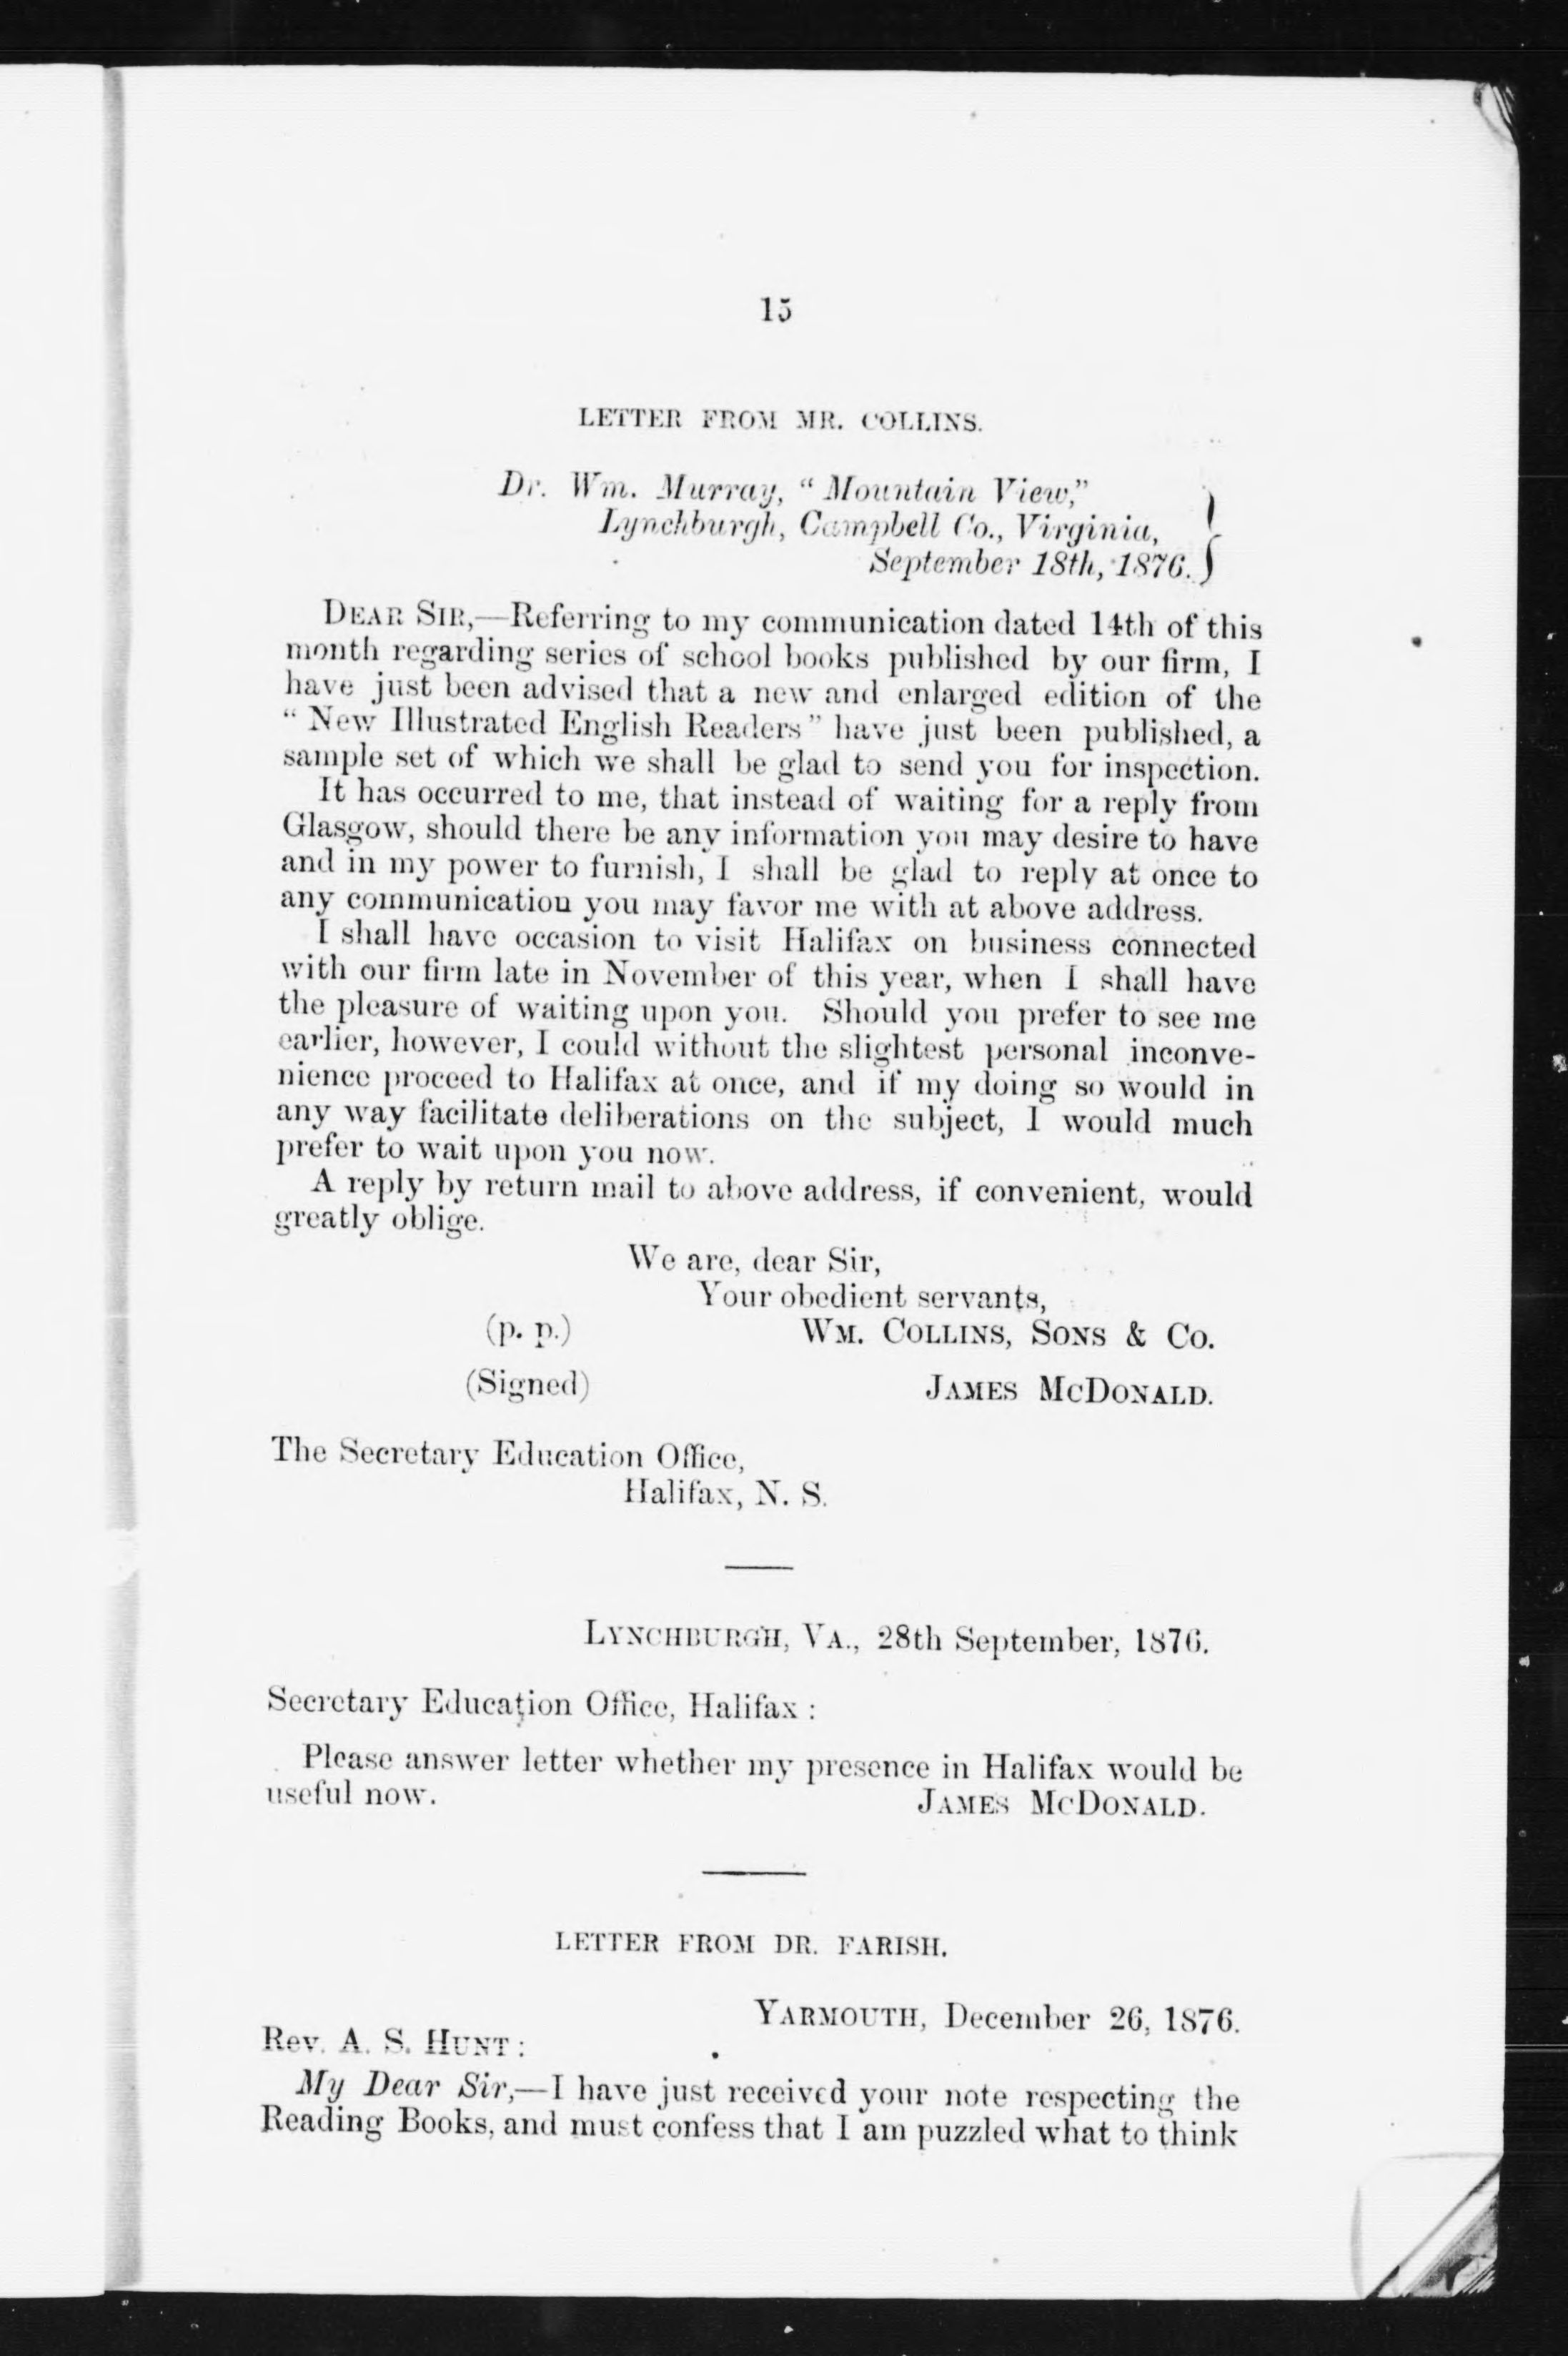 15
LETTER FROM MR. COLLINS.
Dr. Wm. Murray, “ Mountain View,”
Lynchburgh, Campbell Co., Virginia,
September 18th, 1876.
DEAR SIR,—Referring to my communication dated 14th of this
month regarding series of school books published by our firm, I
have just been advised that a new and enlarged edition of the
“ New Illustrated English Readers ” have just been published, a
sample set of which we shall be glad to send you for inspection.
It has occurred to me, that instead of waiting for a reply from
Glasgow, should there be any information you may desire to have
and in my power to furnish, I shall be glad to reply at once to
any communication you may favor me with at above address.
I shall have occasion to visit Halifax on business connected
with our firm late in November of this year, when I shall have
the pleasure of waiting upon you. Should you prefer to see me
earlier, however, I could without the slightest personal inconve-
nience proceed to Halifax at once, and if my doing so would in
any way facilitate deliberations on the subject, I would much
prefer to wait upon you now.
A reply by return mail to above address, if convenient, would
greatly oblige.
We are, dear Sir,
Your obedient servants,
(p. p.) WM. COLLINS, SONS & CO.
(Signed) JAMES MCDONALD.
The Secretary Education Office,
Halifax, N. S.
LYNCHBURGH, VA., 28th September, 1876.
Secretary Education Office, Halifax :
Please answer letter whether my presence in Halifax would be
useful now. JAMES MCDONALD.
LETTER FROM DR. FARISH.
YARMOUTH, December 26, 1876.
Rev. A. S. HUNT :
My Dear Sir,—I have just received your note respecting the
Reading Books, and must confess that I am puzzled what to think